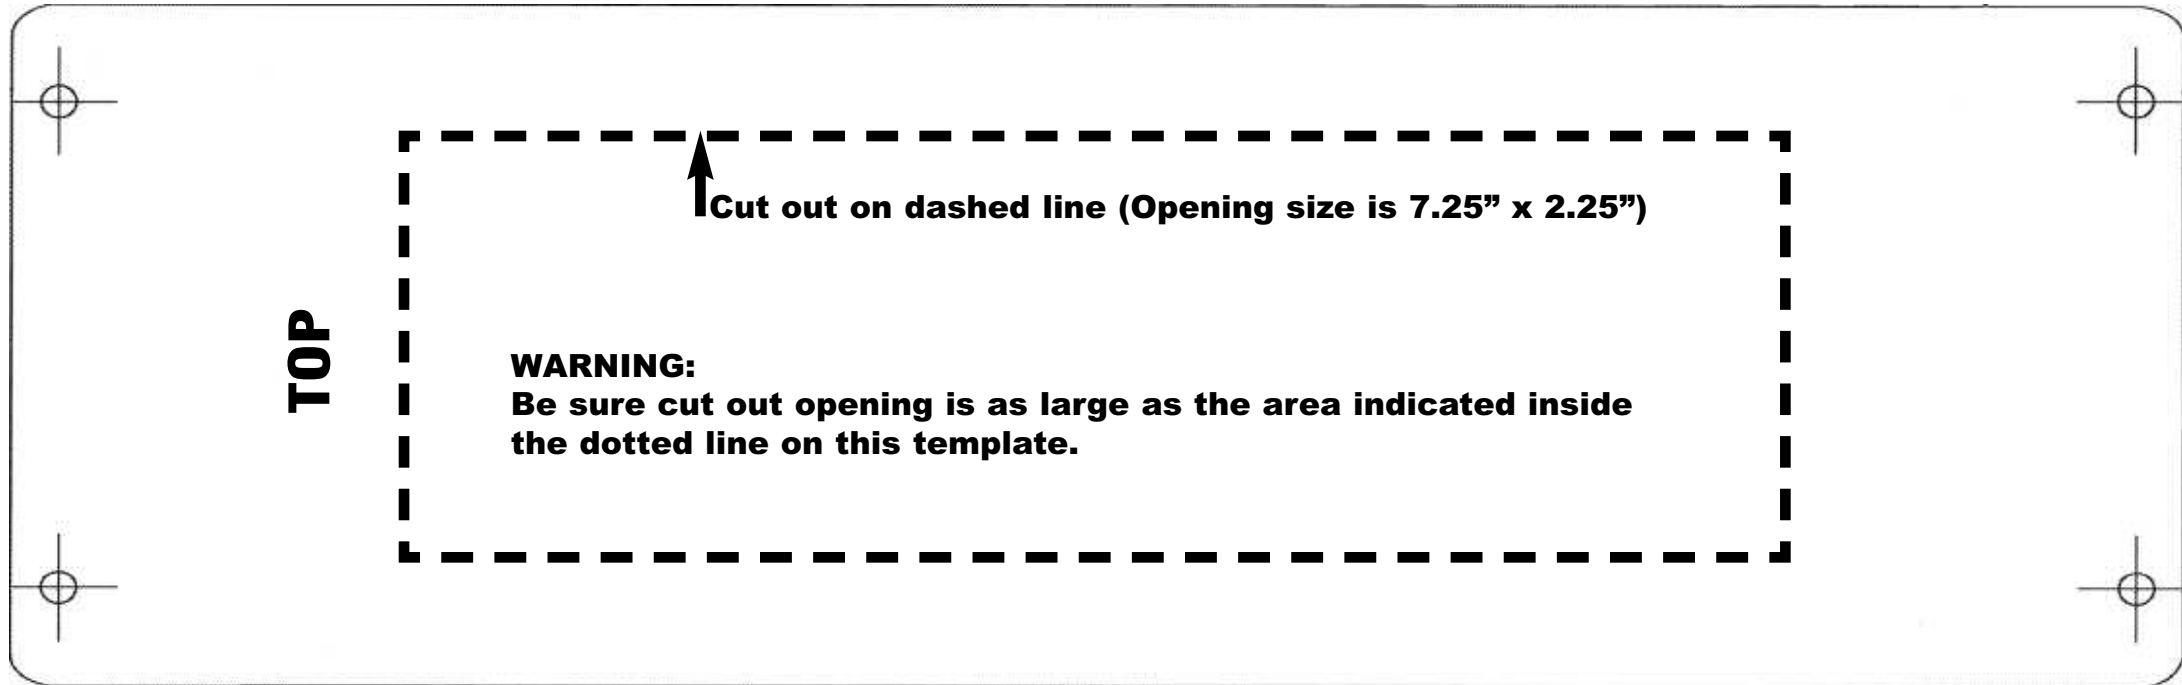 Cut out on dashed line (Opening size is 7.25” x 2.25”)
TOP
WARNING:
Be sure cut out opening is as large as the area indicated inside
the dotted line on this template.